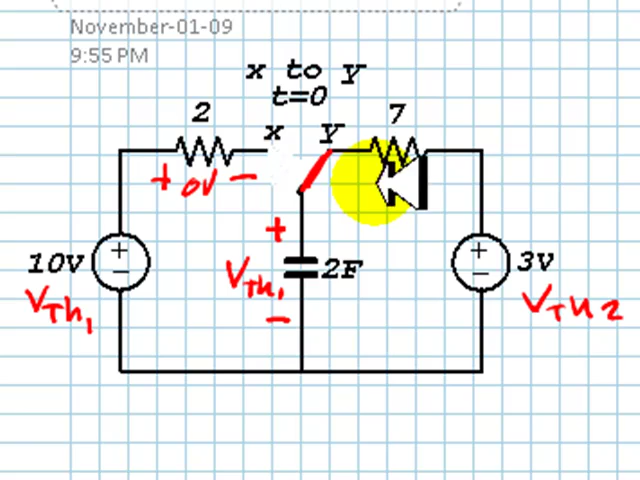 November-01-09
9:55 PM
x to Y
t=0
2
x
Y
7
+ 0V -
+
10V
+
-
VTh1
VTh1
2F
-
+
-
3V
VTh2